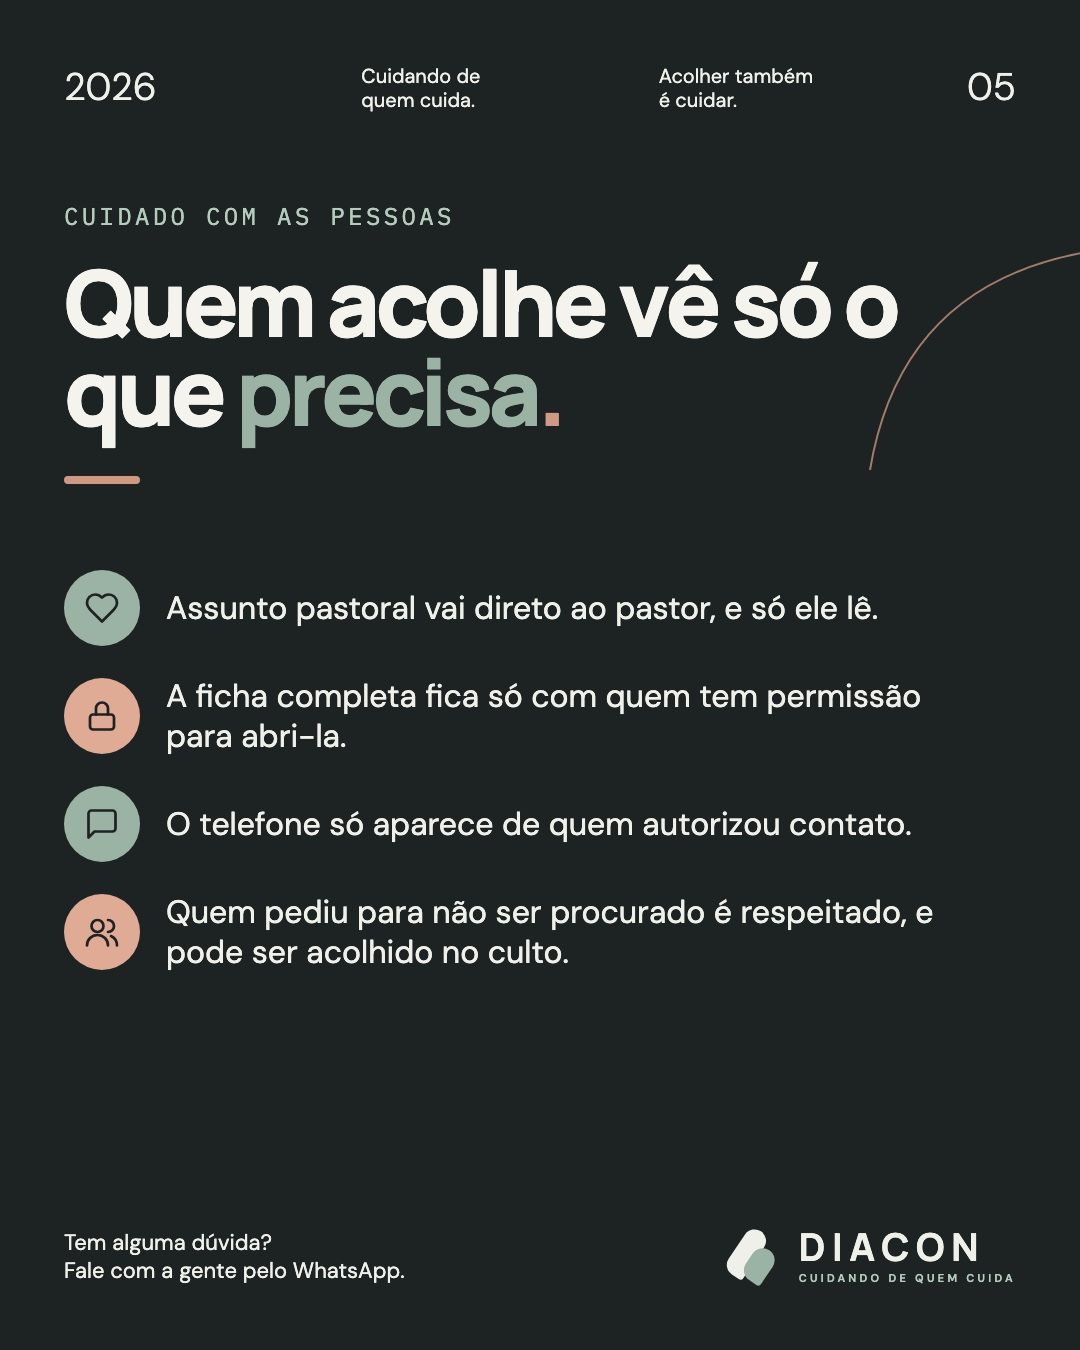 2026
Cuidando de
quem cuida.
Acolher também
é cuidar.
05
CUIDADO COM AS PESSOAS
Quem acolhe vê só o
que precisa.
Assunto pastoral vai direto ao pastor, e só ele lê.
A ficha completa fica só com quem tem permissão
para abri-la.
O telefone só aparece de quem autorizou contato.
Quem pediu para não ser procurado é respeitado, e
pode ser acolhido no culto.
Tem alguma dúvida?
Fale com a gente pelo WhatsApp.
DIACON
CUIDANDO DE QUEM CUIDA